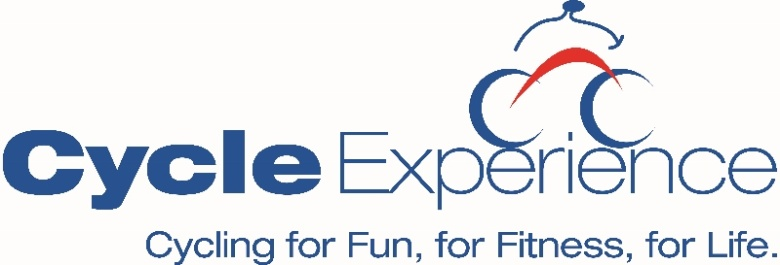 Cycle Experience
Cycling for Fun, for Fitness, for Life.